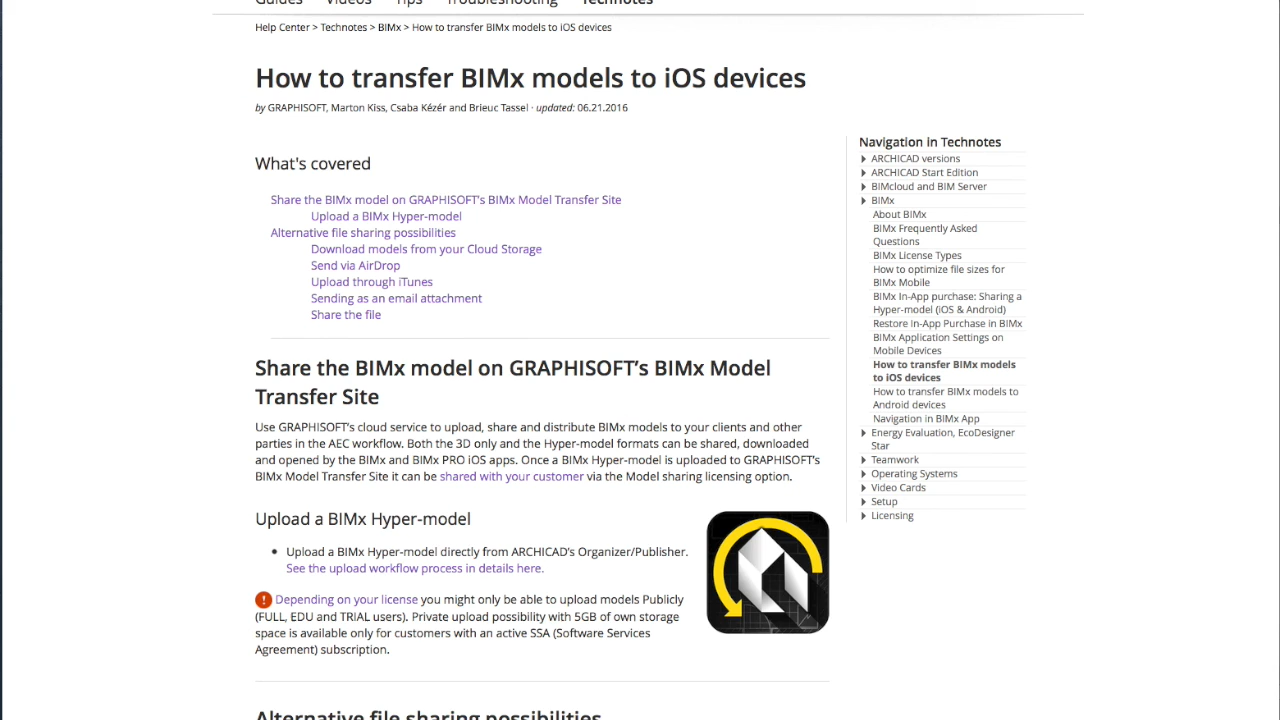 Guides Videos Tips Troubleshooting Technotes
Help Center > Technotes > BIMx > How to transfer BIMx models to iOS devices
How to transfer BIMx models to iOS devices
by GRAPHISOFT, Marton Kiss, Csaba Kézér and Brieuc Tassel · updated: 06.21.2016
What's covered
Share the BIMx model on GRAPHISOFT's BIMx Model Transfer Site
Upload a BIMx Hyper-model
Alternative file sharing possibilities
Download models from your Cloud Storage
Send via AirDrop
Upload through iTunes
Sending as an email attachment
Share the file
Share the BIMx model on GRAPHISOFT's BIMx Model
Transfer Site
Use GRAPHISOFT's cloud service to upload, share and distribute BIMx models to your clients and other
parties in the AEC workflow. Both the 3D only and the Hyper-model formats can be shared, downloaded
and opened by the BIMx and BIMx PRO iOS apps. Once a BIMx Hyper-model is uploaded to GRAPHISOFT's
BIMx Model Transfer Site it can be shared with your customer via the Model sharing licensing option.
Upload a BIMx Hyper-model
• Upload a BIMx Hyper-model directly from ARCHICAD's Organizer/Publisher.
See the upload workflow process in details here.
! Depending on your license you might only be able to upload models Publicly
(FULL, EDU and TRIAL users). Private upload possibility with 5GB of own storage
space is available only for customers with an active SSA (Software Services
Agreement) subscription.
Alternative file sharing possibilities
Navigation in Technotes
ARCHICAD versions
ARCHICAD Start Edition
BIMcloud and BIM Server
BIMx
About BIMx
BIMx Frequently Asked
Questions
BIMx License Types
How to optimize file sizes for
BIMx Mobile
BIMx In-App purchase: Sharing a
Hyper-model (iOS & Android)
Restore In-App Purchase in BIMx
BIMx Application Settings on
Mobile Devices
How to transfer BIMx models
to iOS devices
How to transfer BIMx models to
Android devices
Navigation in BIMx App
Energy Evaluation, EcoDesigner
Star
Teamwork
Operating Systems
Video Cards
Setup
Licensing